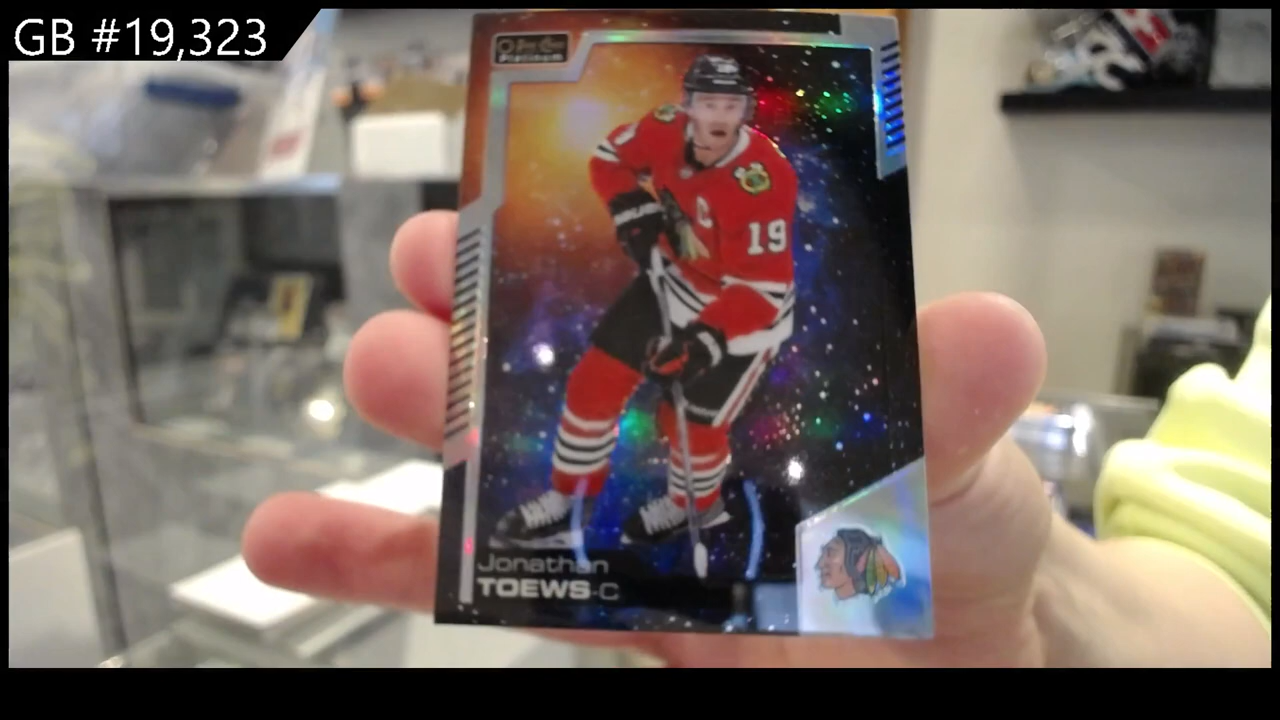 GB #19,323
O-Pee-Chee
Platinum
C
19
Jonathan
TOEWS-C